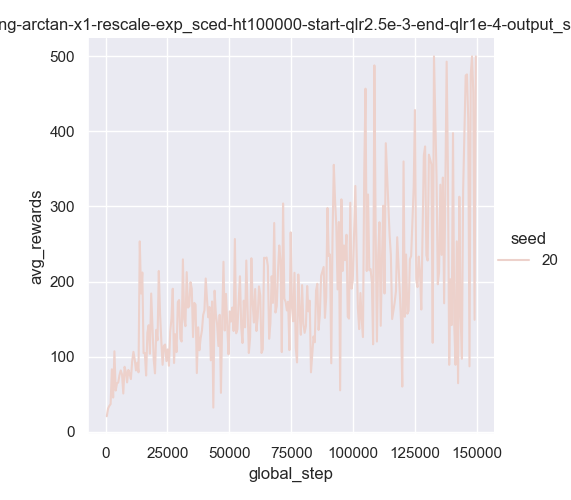 ng-arctan-x1-rescale-exp_sced-ht100000-start-qlr2.5e-3-end-qlr1e-4-output_s
500
400
300
200
100
0
avg_rewards
0 25000 50000 75000 100000 125000 150000
global_step
seed
20